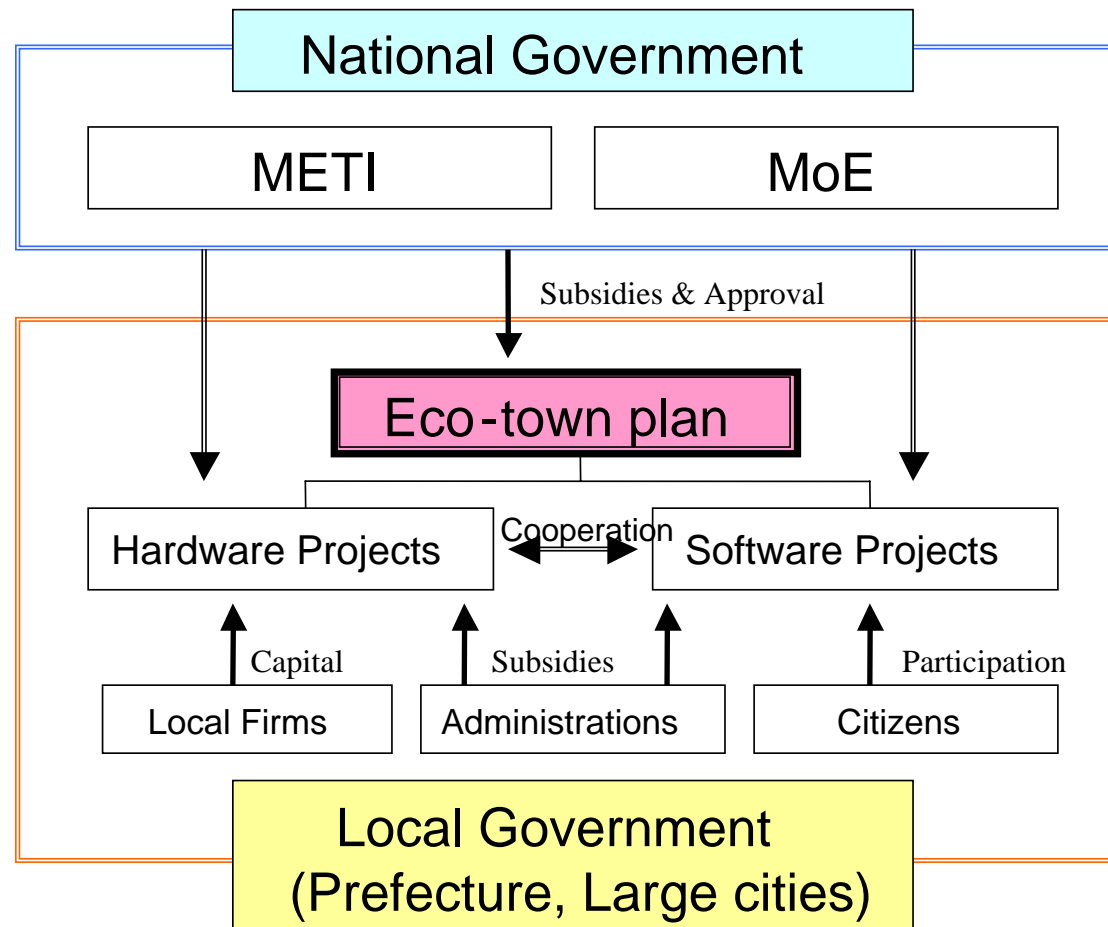 National Government
METI
MoE
Subsidies & Approval
Eco-town plan
Cooperation
Hardware Projects
Software Projects
Capital
Subsidies
Participation
Local Firms
Administrations
Citizens
Local Government
(Prefecture, Large cities)